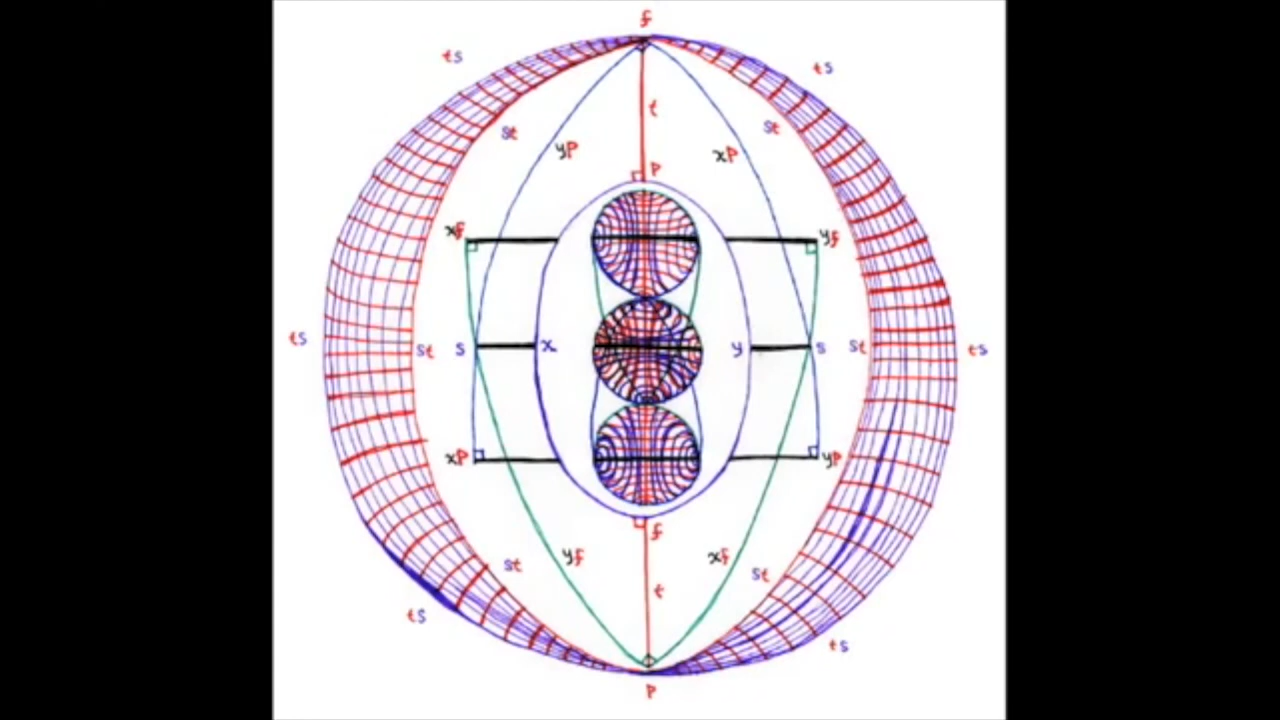 f
ts ts
t
st st
yP xP
P
xf yf
ts st s x y s st ts
xP yP
f
yf xf
st st
t
ts
ts
P